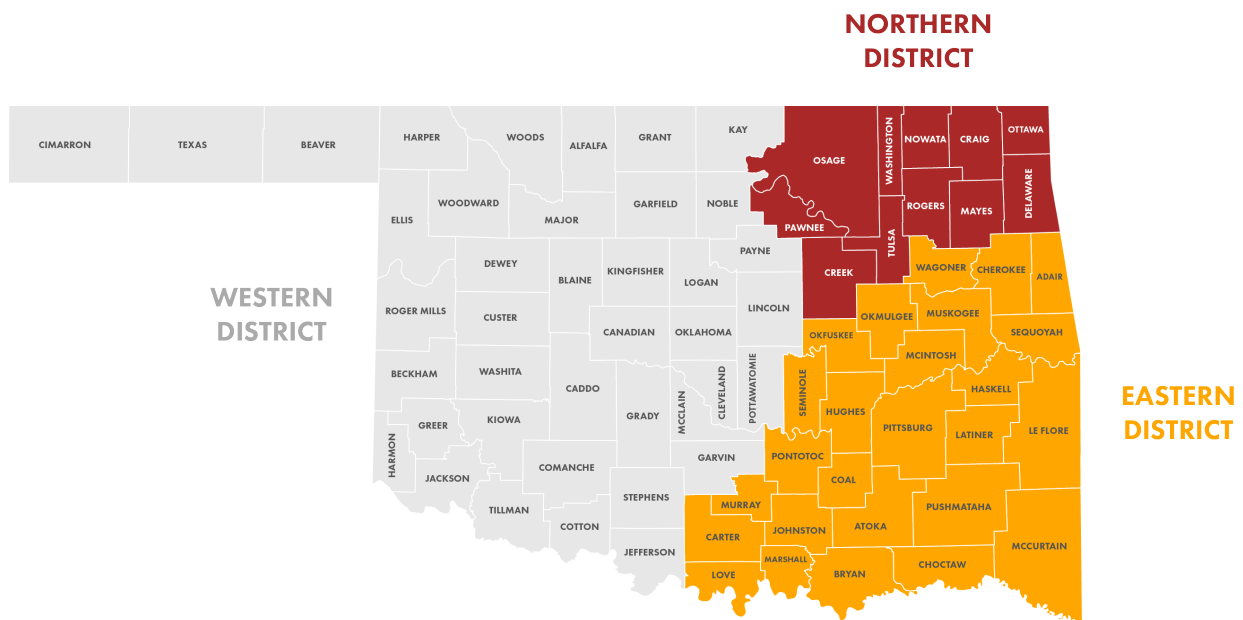 NORTHERN
DISTRICT
CIMARRON
TEXAS
BEAVER
HARPER
WOODS
ALFALFA
GRANT
KAY
OSAGE
WASHINGTON
NOWATA
CRAIG
OTTAWA
ELLIS
WOODWARD
MAJOR
GARFIELD
NOBLE
PAWNEE
ROGERS
MAYES
DELAWARE
TULSA
DEWEY
BLAINE
KINGFISHER
LOGAN
PAYNE
CREEK
WAGONER
CHEROKEE
ADAIR
WESTERN
DISTRICT
ROGER MILLS
CUSTER
CANADIAN
OKLAHOMA
LINCOLN
OKFUSKEE
OKMULGEE
MUSKOGEE
SEQUOYAH
MCINTOSH
BECKHAM
WASHITA
CADDO
GRADY
MCCLAIN
CLEVELAND
POTTAWATOMIE
SEMINOLE
HUGHES
PITTSBURG
HASKELL
LATINER
LE FLORE
EASTERN
DISTRICT
HARMON
GREER
KIOWA
JACKSON
COMANCHE
GARVIN
PONTOTOC
COAL
TILLMAN
COTTON
STEPHENS
MURRAY
CARTER
JOHNSTON
ATOKA
PUSHMATAHA
JEFFERSON
LOVE
MARSHALL
BRYAN
CHOCTAW
MCCURTAIN